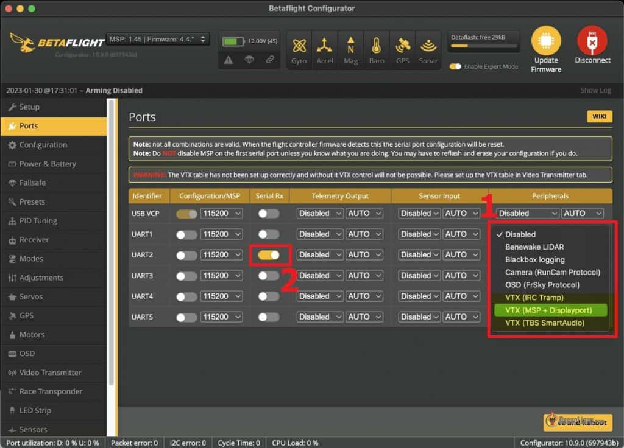 Betaflight Configurator
BETAFLIGHT
Configurator: 10.9.0 (697943b)
MSP: 1.45 | Firmware: 4.4.*
12.00V (4S)
Gyro
Accel
Mag
Baro
GPS
Sonar
Dataflash: free 29kB
Enable Expert Mode
Update Firmware
Disconnect
2023-01-30 @17:31:01 - Arming Disabled
Show Log
Setup
Ports
Configuration
Power & Battery
Failsafe
Presets
PID Tuning
Receiver
Modes
Adjustments
Servos
GPS
Motors
OSD
Video Transmitter
Race Transponder
LED Strip
Sensors
Ports
WIKI
Note: not all combinations are valid. When the flight controller firmware detects this the serial port configuration will be reset.
Note: Do NOT disable MSP on the first serial port unless you know what you are doing. You may have to reflash and erase your configuration if you do.
WARNING: The VTX table has not been set up correctly and without it VTX control will not be possible. Please set up the VTX table in Video Transmitter tab.
Identifier Configuration/MSP Serial Rx Telemetry Output Sensor Input Peripherals
1
USB VCP 115200 Disabled AUTO Disabled AUTO Disabled AUTO
UART1 115200 Disabled AUTO Disabled AUTO
UART2 115200 Disabled AUTO Disabled AUTO
2
UART3 115200 Disabled AUTO Disabled AUTO
UART4 115200 Disabled AUTO Disabled AUTO
UART5 115200 Disabled AUTO Disabled AUTO
✓ Disabled
Benewake LIDAR
Blackbox logging
Camera (RunCam Protocol)
OSD (FrSky Protocol)
VTX (IRC Tramp)
VTX (MSP + Displayport)
VTX (TBS SmartAudio)
Port utilization: D: 0 % U: 0 % Packet error: 0 I2C error: 0 Cycle Time: 0 CPU Load: 0 %
Configurator: 10.9.0 (697943b)